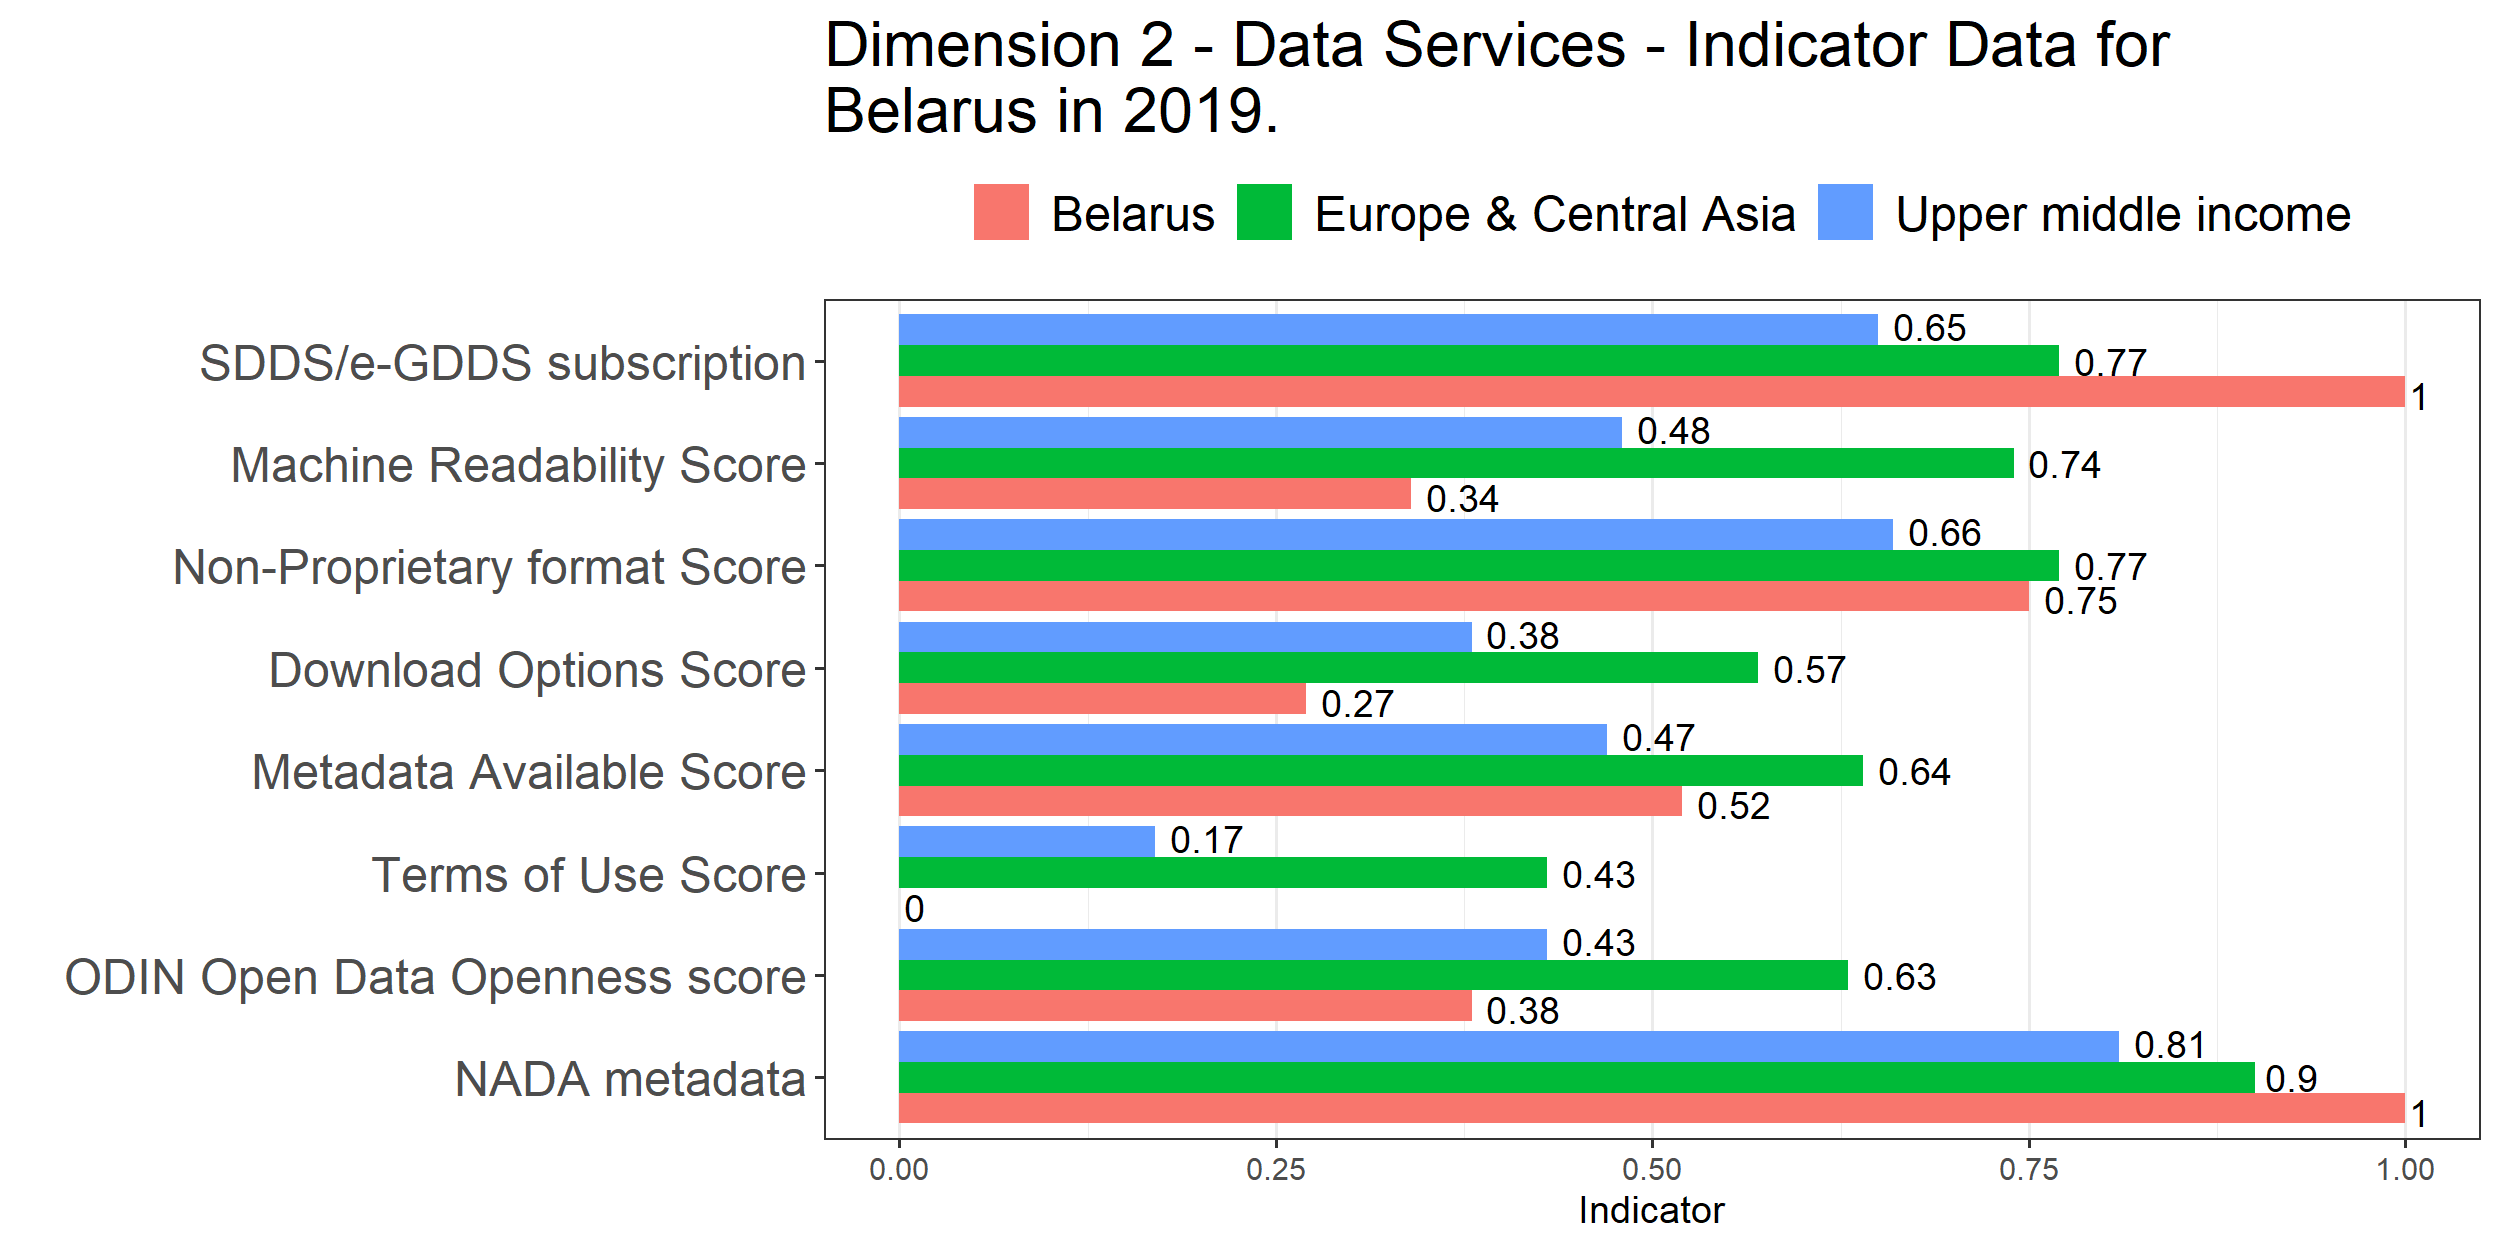 Dimension 2 - Data Services - Indicator Data for
Belarus in 2019.
Belarus
Europe & Central Asia
Upper middle income
SDDS/e-GDDS subscription
0.65
0.77
1
Machine Readability Score
0.48
0.74
0.34
Non-Proprietary format Score
0.66
0.77
0.75
Download Options Score
0.38
0.57
0.27
Metadata Available Score
0.47
0.64
0.52
Terms of Use Score
0.17
0.43
0
ODIN Open Data Openness score
0.43
0.63
0.38
NADA metadata
0.81
0.9
1
0.00
0.25
0.50
0.75
1.00
Indicator